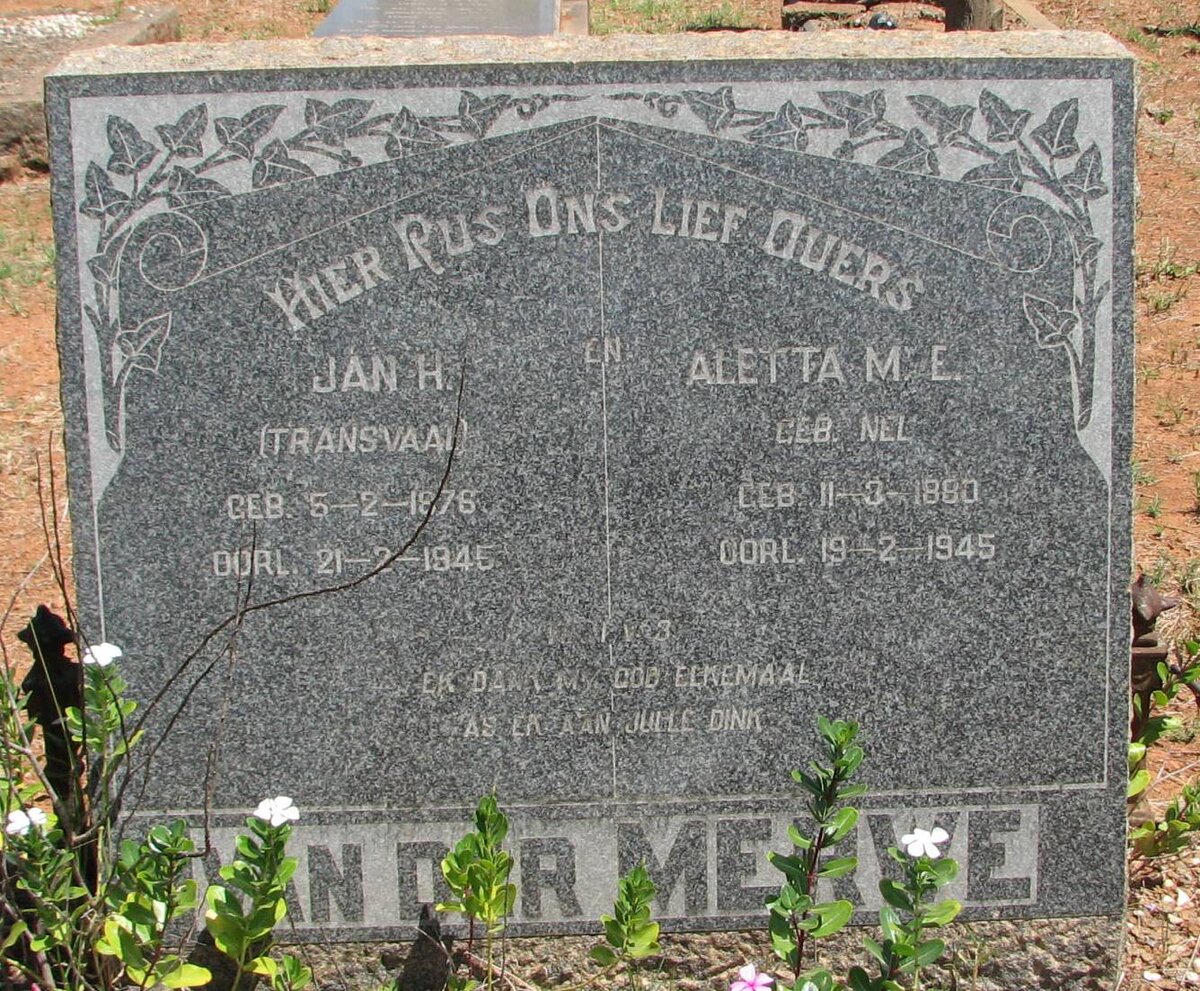 HIER RUS ONS LIEF OUERS
JAN H. EN ALETTA M. E.
(TRANSVAAL) GEB. NEL
GEB. 5-2-1876 GEB. 11-3-1880
OORL. 21-2-1945 OORL. 19-2-1945
EK DANK MY GOD ELKEMAAL
AS EK AAN JULLE DINK
VAN DER MERWE